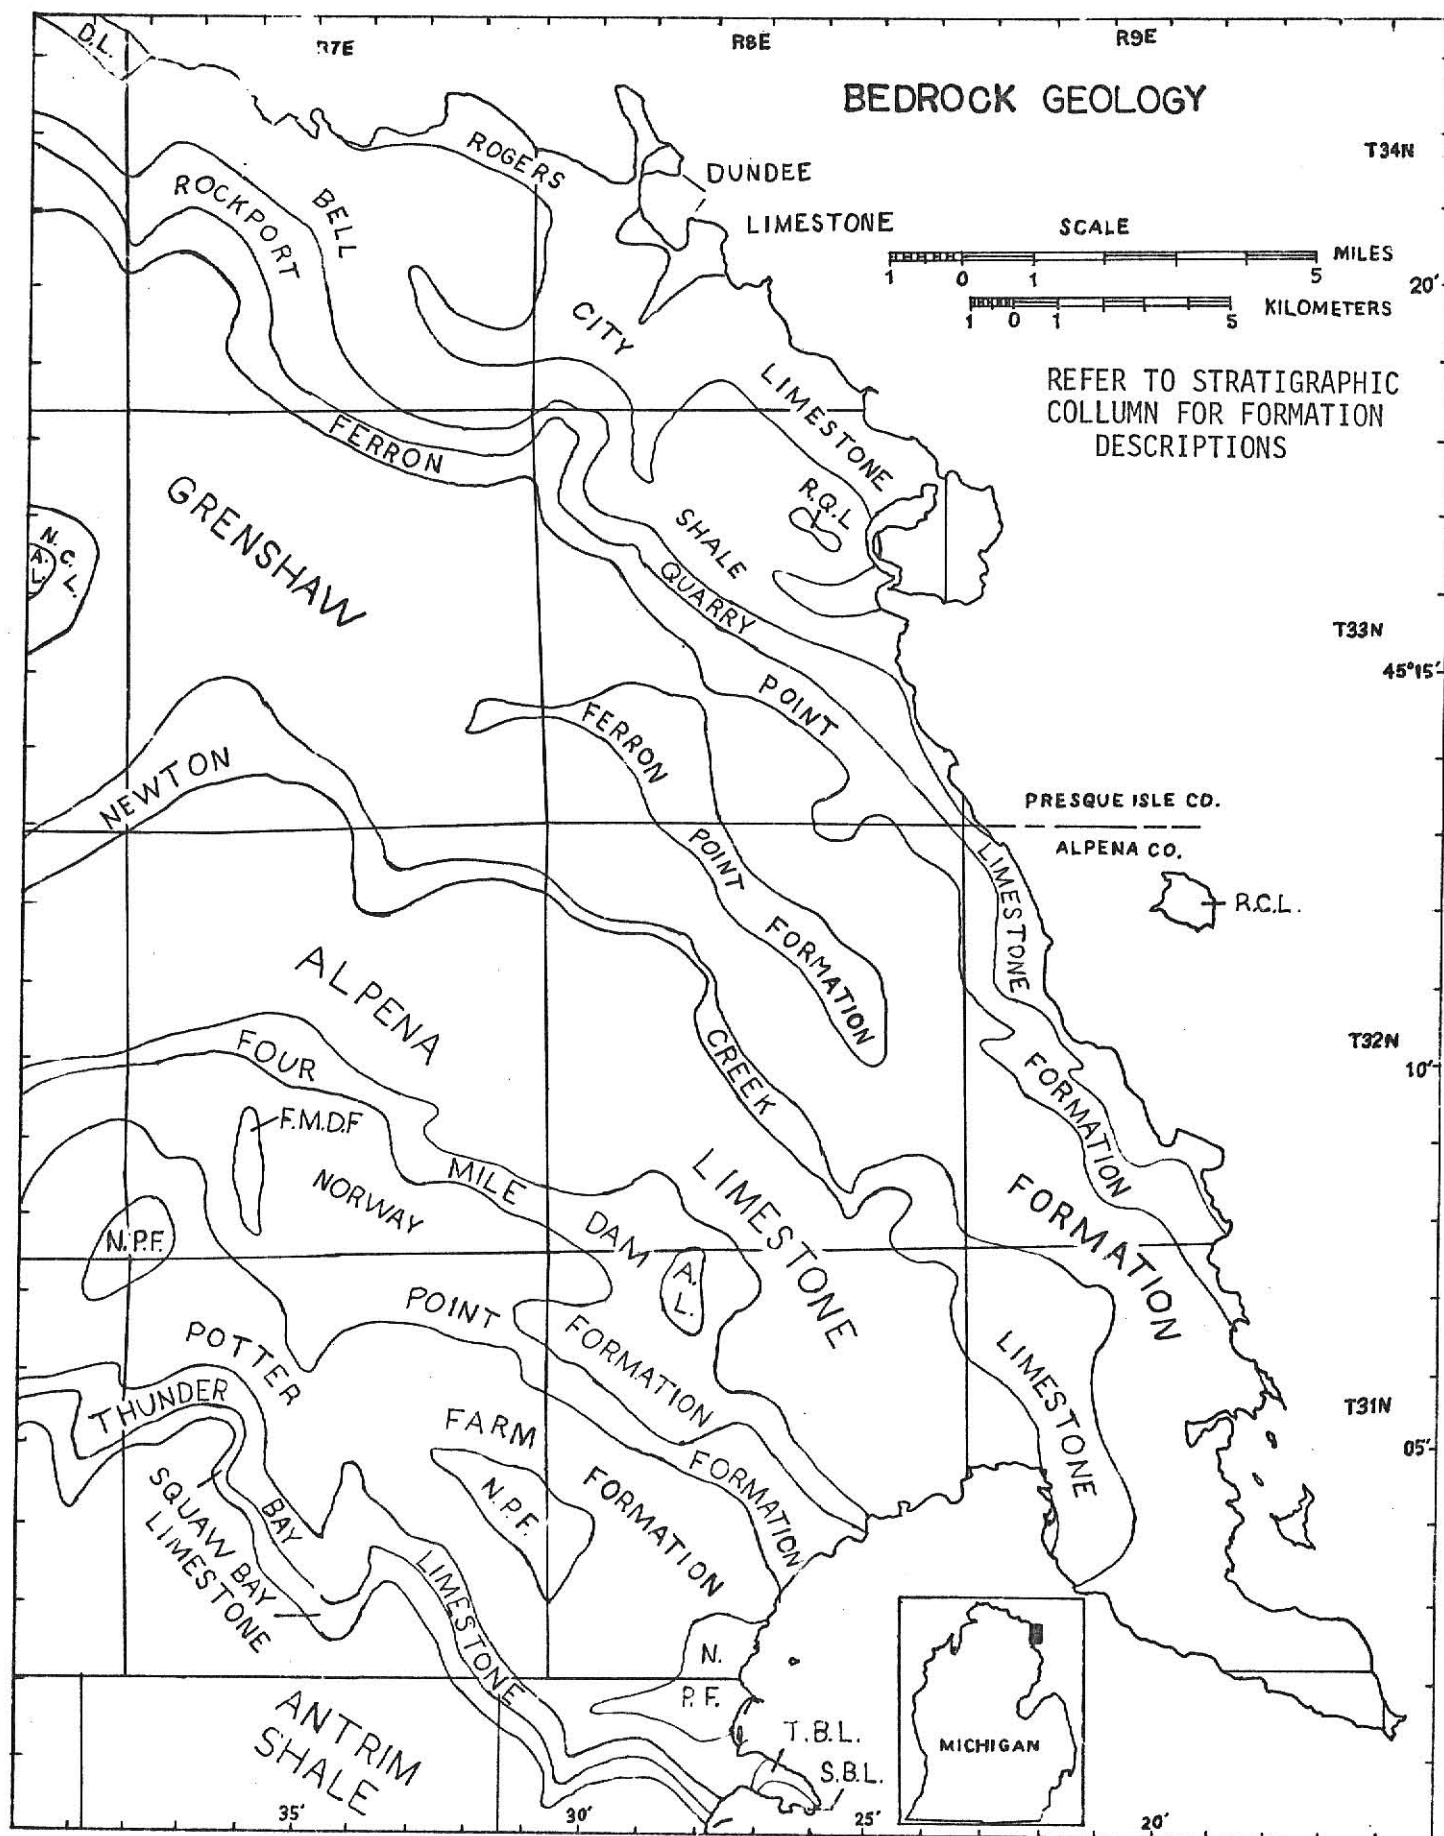 D.L.
R7E
R8E
R9E
BEDROCK GEOLOGY
T34N
ROGERS
DUNDEE
LIMESTONE
ROCKPORT
BELL
SCALE
MILES
1 0 1 5
20'
KILOMETERS
1 0 1 5
CITY
LIMESTONE
REFER TO STRATIGRAPHIC
COLLUMN FOR FORMATION
DESCRIPTIONS
FERRON
GRENSHAW
R.Q.L
N.C.L.
A.L.
SHALE
QUARRY
T33N
45°15'
POINT
FERRON
NEWTON
PRESQUE ISLE CO.
ALPENA CO.
POINT
LIMESTONE
R.C.L.
FORMATION
ALPENA
CREEK
T32N
10'
FOUR
FORMATION
F.M.D.F
MILE
LIMESTONE
NORWAY
FORMATION
DAM
N.P.F.
A.
L.
POINT
FORMATION
POTTER
LIMESTONE
THUNDER
T31N
FARM
05'
FORMATION
SQUAW BAY
LIMESTONE
BAY
N.P.F.
FORMATION
LIMESTONE
N.
P.F.
ANTRIM
SHALE
T.B.L.
S.B.L.
MICHIGAN
35'
30'
25'
20'